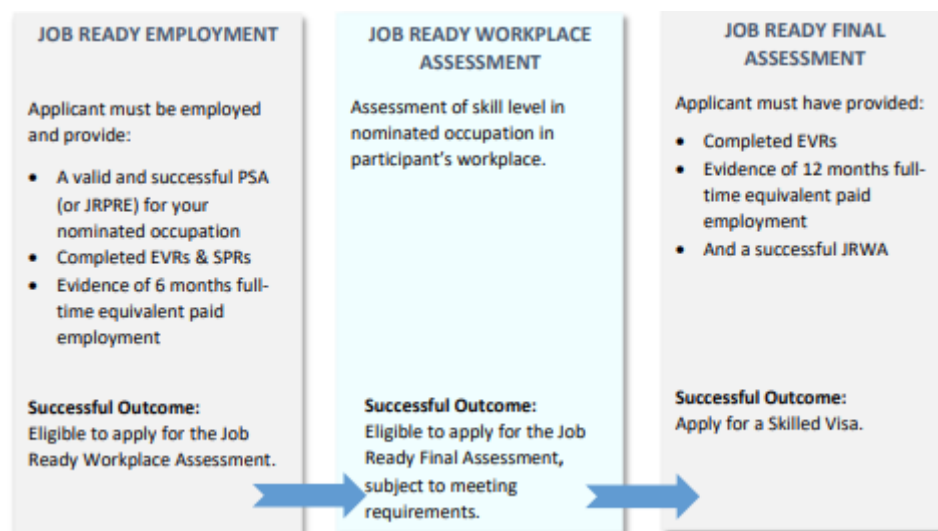 JOB READY EMPLOYMENT
Applicant must be employed
and provide:
• A valid and successful PSA
(or JRPRE) for your
nominated occupation
• Completed EVRs & SPRs
• Evidence of 6 months full-
time equivalent paid
employment
Successful Outcome:
Eligible to apply for the Job
Ready Workplace Assessment.
JOB READY WORKPLACE
ASSESSMENT
Assessment of skill level in
nominated occupation in
participant's workplace.
Successful Outcome:
Eligible to apply for the Job
Ready Final Assessment,
subject to meeting
requirements.
JOB READY FINAL
ASSESSMENT
Applicant must have provided:
• Completed EVRs
• Evidence of 12 months full-
time equivalent paid
employment
• And a successful JRWA
Successful Outcome:
Apply for a Skilled Visa.